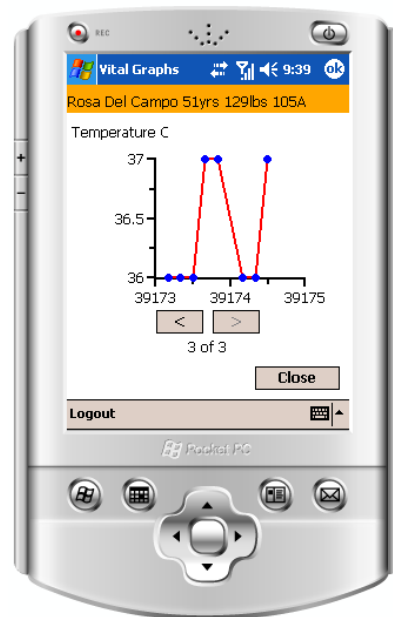 REC
Vital Graphs 9:39 ok
Rosa Del Campo 51yrs 129lbs 105A
Temperature C
37
36.5
36
39173 39174 39175
< >
3 of 3
Close
Logout
Pocket PC
+
−